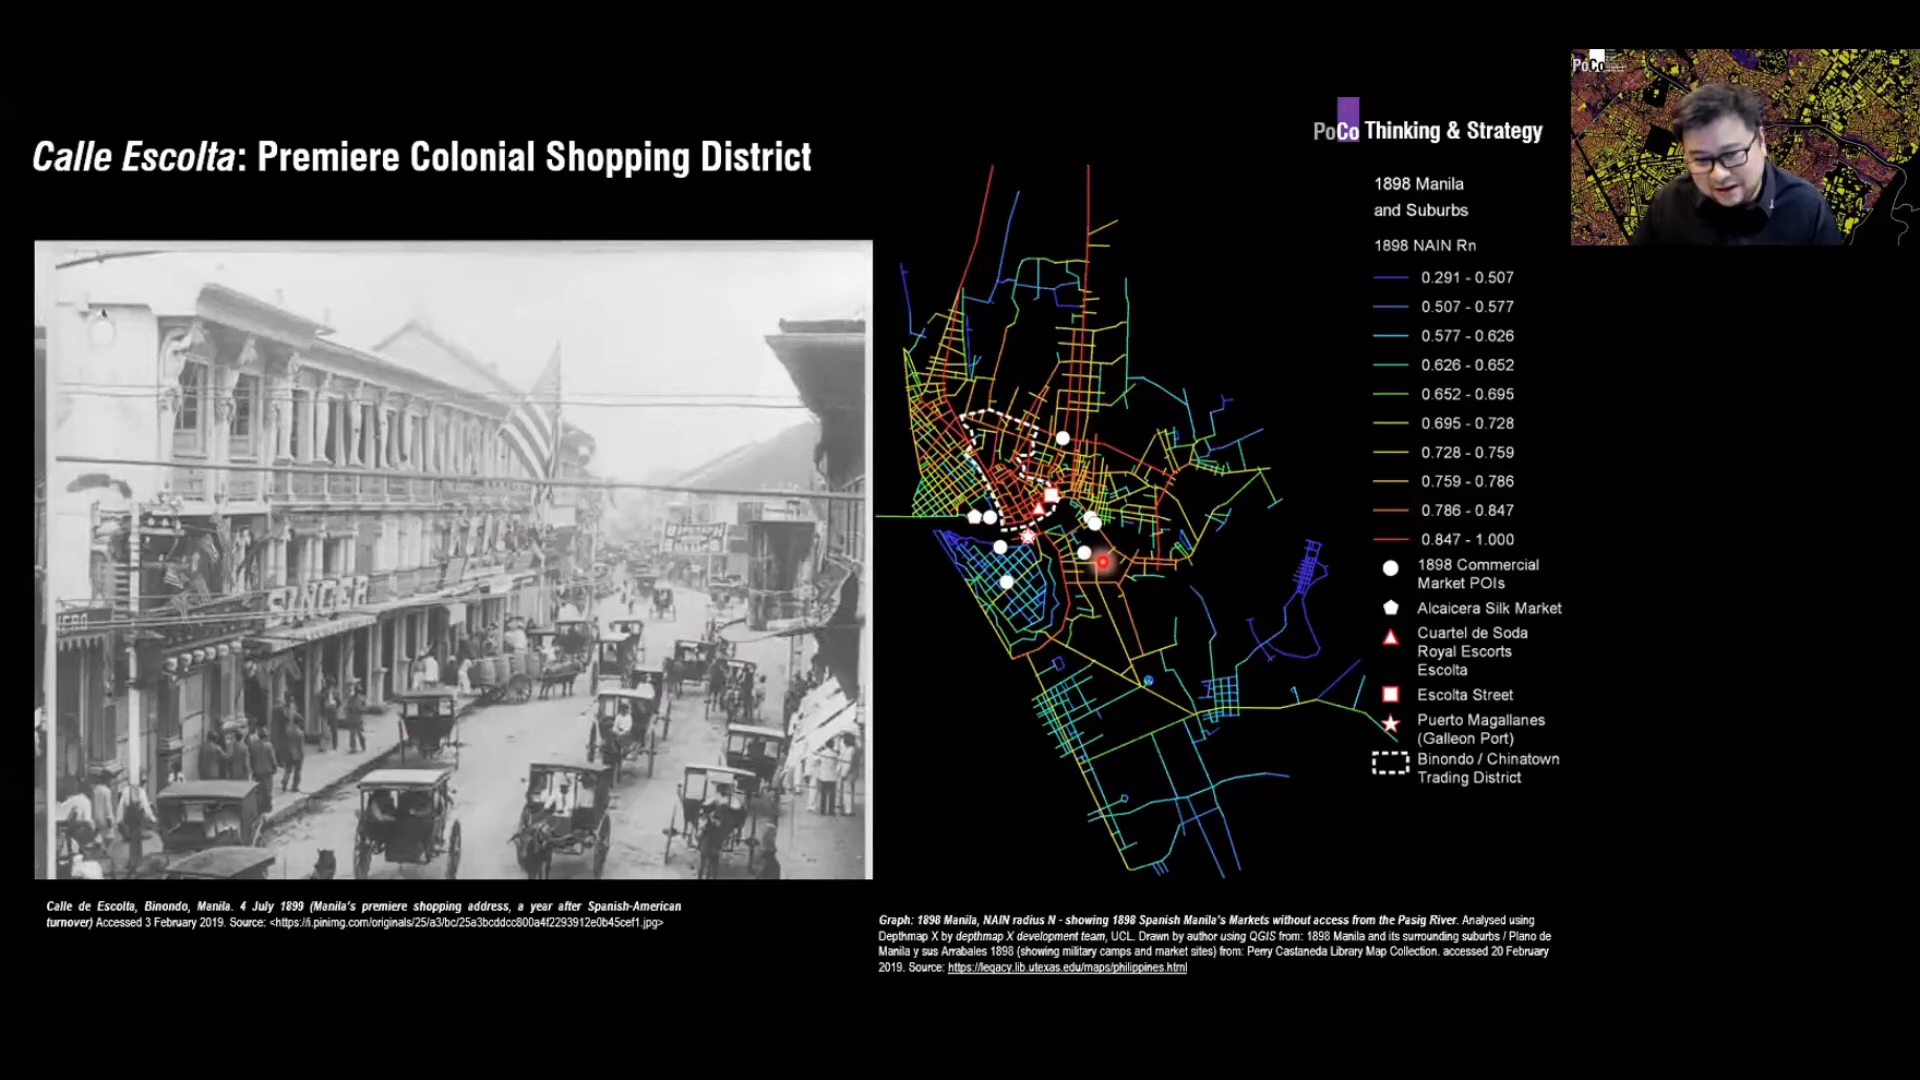 Calle Escolta: Premiere Colonial Shopping District
PoCo Thinking & Strategy
PoCo
SINGER
1898 Manila
and Suburbs
1898 NAIN Rn
0.291 - 0.507
0.507 - 0.577
0.577 - 0.626
0.626 - 0.652
0.652 - 0.695
0.695 - 0.728
0.728 - 0.759
0.759 - 0.786
0.786 - 0.847
0.847 - 1.000
1898 Commercial
Market POIs
Alcaicera Silk Market
Cuartel de Soda
Royal Escorts
Escolta
Escolta Street
Puerto Magallanes
(Galleon Port)
Binondo / Chinatown
Trading District
Calle de Escolta, Binondo, Manila. 4 July 1899 (Manila's premiere shopping address, a year after Spanish-American
turnover) Accessed 3 February 2019. Source: <https://i.pinimg.com/originals/25/a3/bc/25a3bcddcc800a4f2293912e0b45cef1.jpg>
Graph: 1898 Manila, NAIN radius N - showing 1898 Spanish Manila's Markets without access from the Pasig River. Analysed using
Depthmap X by depthmap X development team, UCL. Drawn by author using QGIS from: 1898 Manila and its surrounding suburbs / Plano de
Manila y sus Arrabales 1898 (showing military camps and market sites) from: Perry Castaneda Library Map Collection. accessed 20 February
2019. Source: https://legacy.lib.utexas.edu/maps/philippines.html